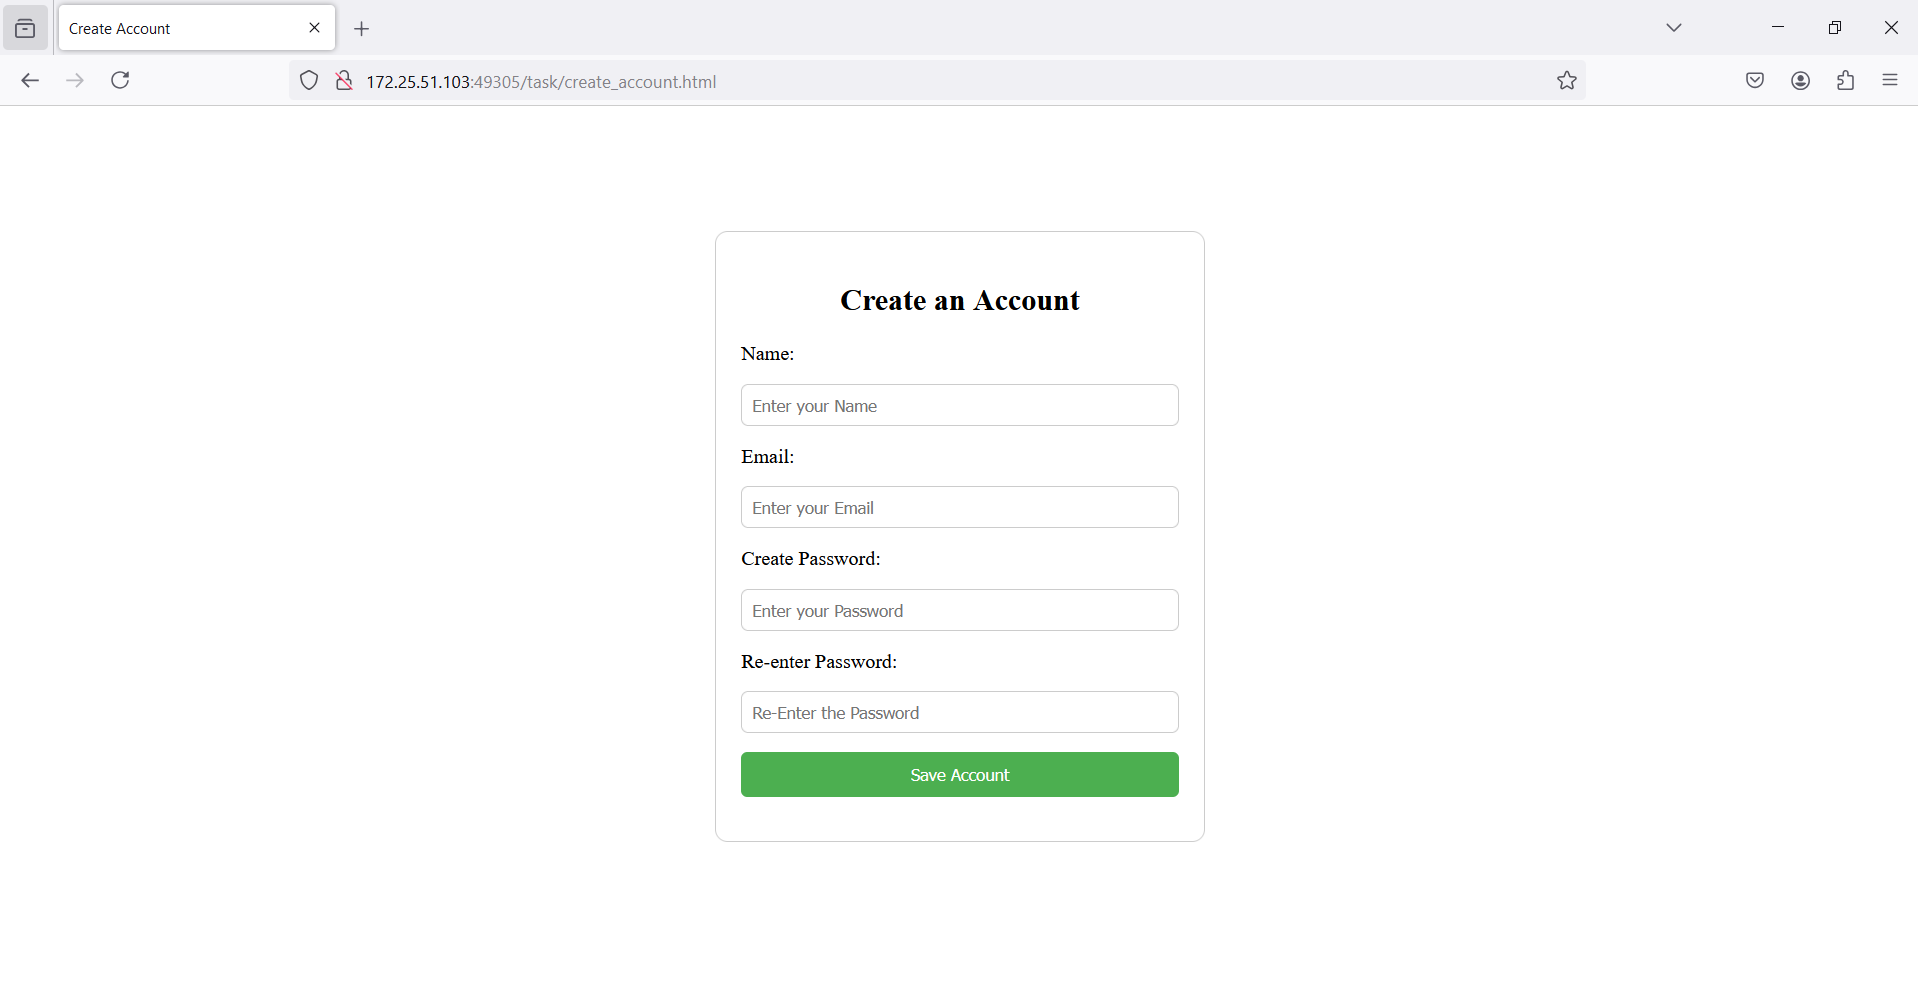 Create Account
172.25.51.103:49305/task/create_account.html
Create an Account
Name:
Enter your Name
Email:
Enter your Email
Create Password:
Enter your Password
Re-enter Password:
Re-Enter the Password
Save Account